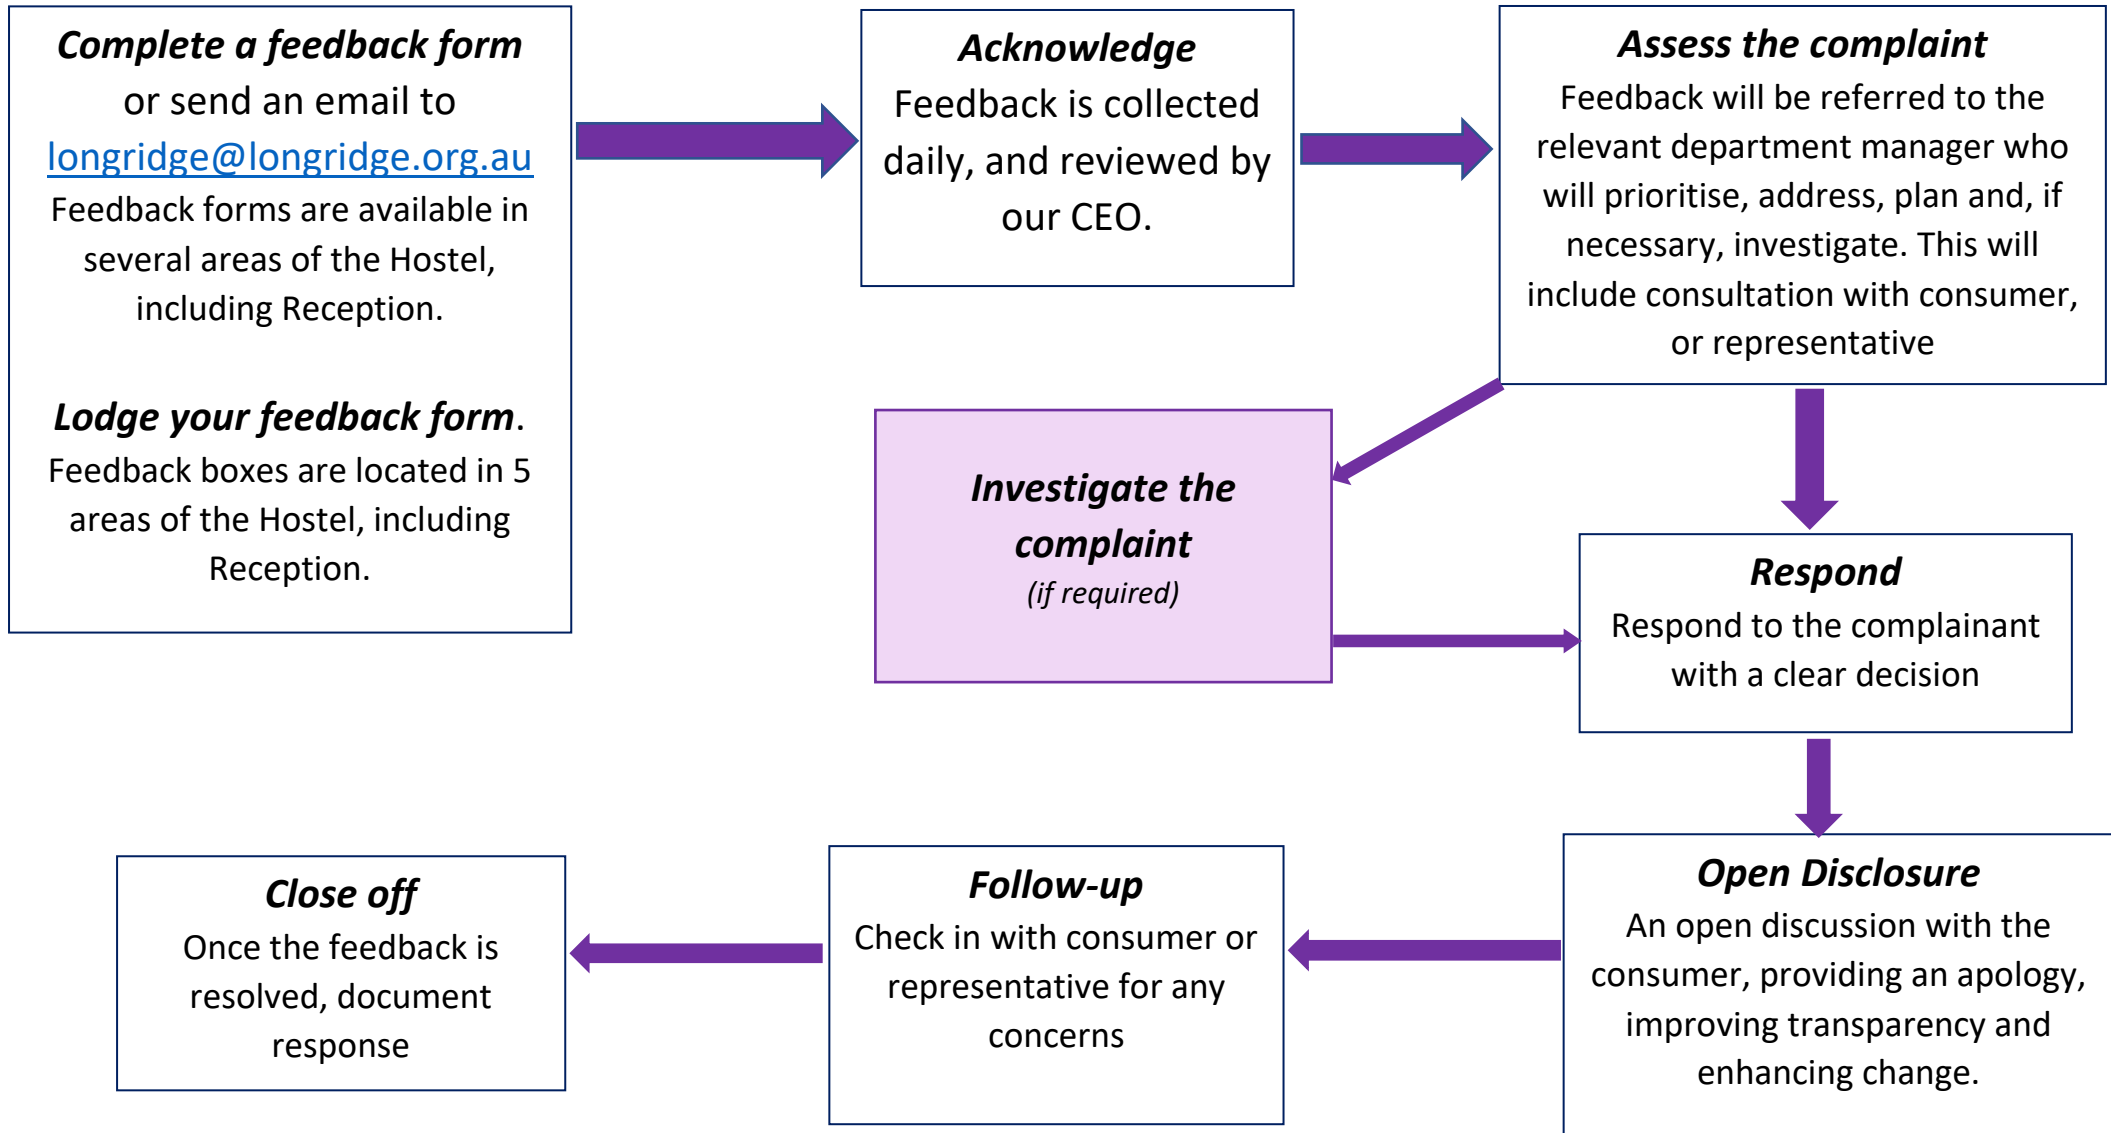 Complete a feedback form
or send an email to
longridge@longridge.org.au
Feedback forms are available in
several areas of the Hostel,
including Reception.
Lodge your feedback form.
Feedback boxes are located in 5
areas of the Hostel, including
Reception.
Acknowledge
Feedback is collected
daily, and reviewed by
our CEO.
Assess the complaint
Feedback will be referred to the
relevant department manager who
will prioritise, address, plan and, if
necessary, investigate. This will
include consultation with consumer,
or representative
Investigate the
complaint
(if required)
Respond
Respond to the complainant
with a clear decision
Open Disclosure
An open discussion with the
consumer, providing an apology,
improving transparency and
enhancing change.
Follow-up
Check in with consumer or
representative for any
concerns
Close off
Once the feedback is
resolved, document
response